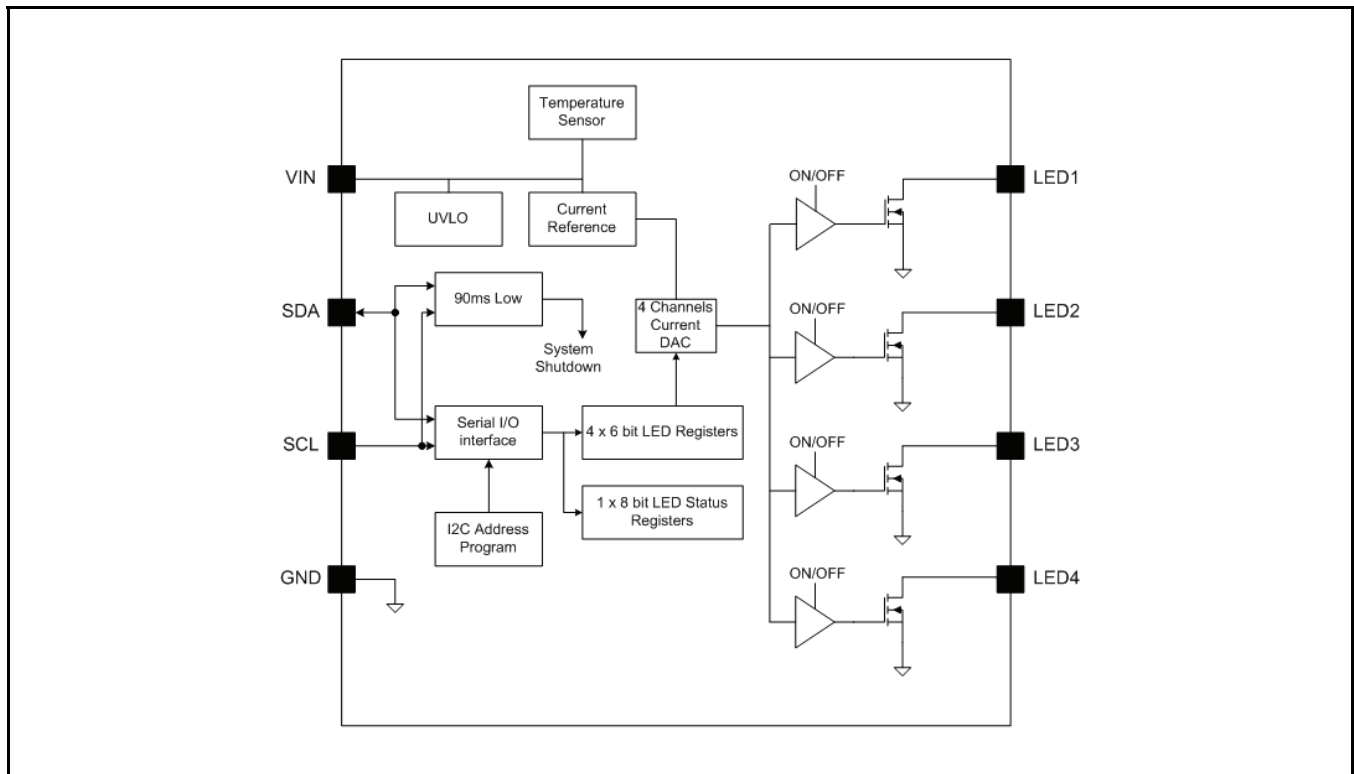 Temperature
Sensor
VIN
UVLO
Current
Reference
ON/OFF
LED1
SDA
90ms Low
System
Shutdown
4 Channels
Current
DAC
ON/OFF
LED2
SCL
Serial I/O
interface
4 x 6 bit LED Registers
ON/OFF
LED3
1 x 8 bit LED Status
Registers
I2C Address
Program
GND
ON/OFF
LED4